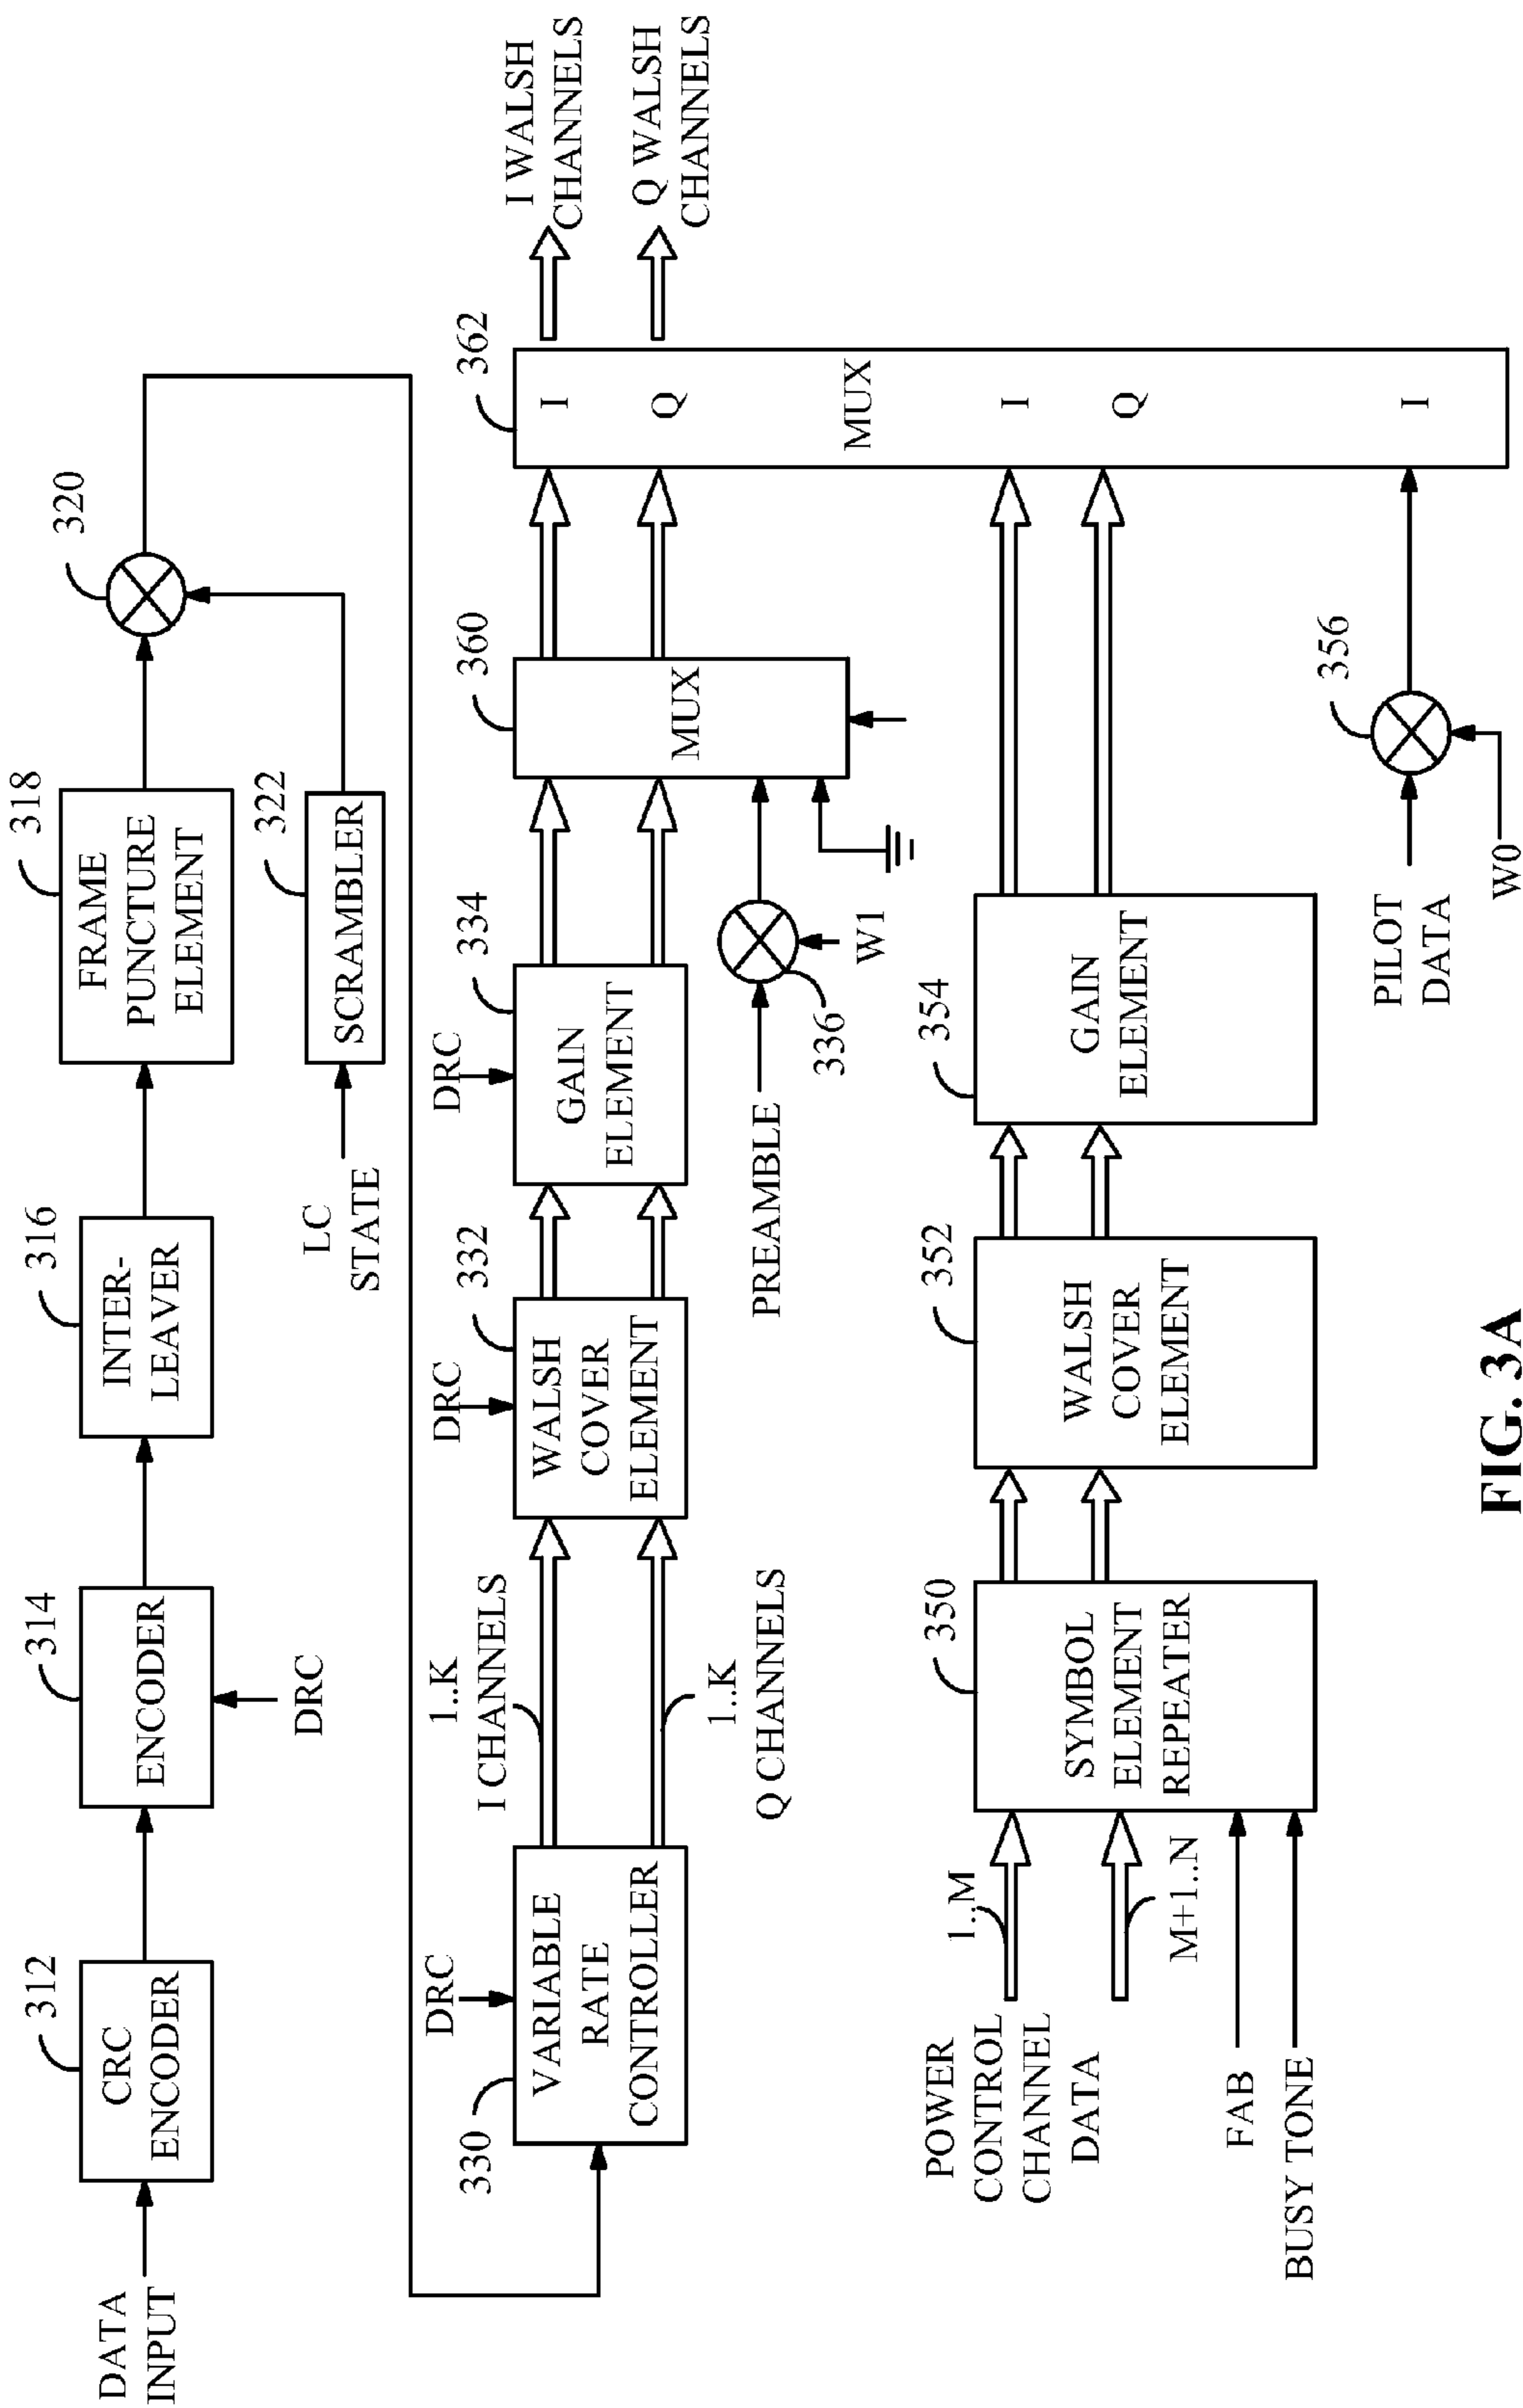 DATA
INPUT
312
CRC
ENCODER
314
ENCODER
DRC
316
INTER-
LEAVER
318
FRAME
PUNCTURE
ELEMENT
320
LC
STATE
322
SCRAMBLER
330
DRC
VARIABLE
RATE
CONTROLLER
1..K
I CHANNELS
1..K
Q CHANNELS
332
DRC
WALSH
COVER
ELEMENT
334
DRC
GAIN
ELEMENT
PREAMBLE
336
W1
360
MUX
362
I
Q
MUX
I
Q
I
I WALSH
CHANNELS
Q WALSH
CHANNELS
POWER
CONTROL
CHANNEL
DATA
1..M
M+1..N
FAB
BUSY TONE
350
SYMBOL
ELEMENT
REPEATER
352
WALSH
COVER
ELEMENT
354
GAIN
ELEMENT
PILOT
DATA
356
W0
FIG. 3A